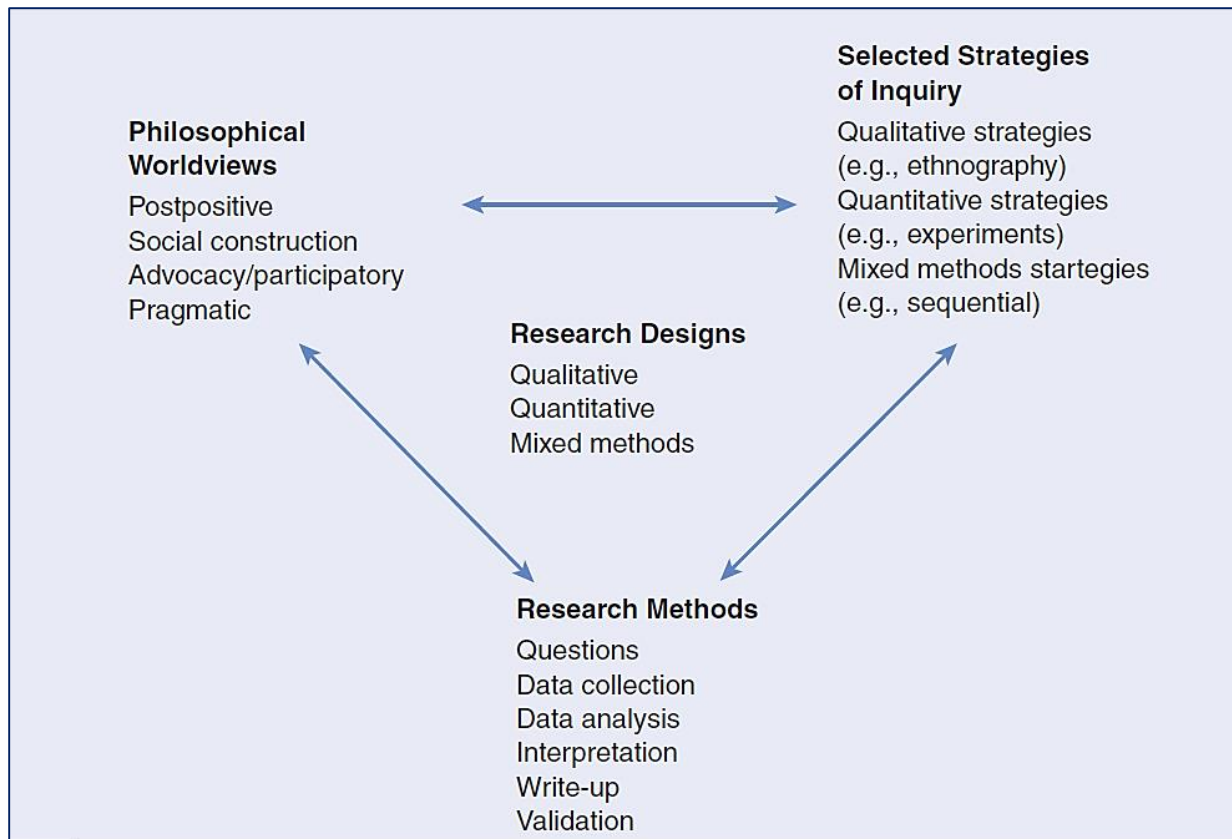 Philosophical
Worldviews
Postpositive
Social construction
Advocacy/participatory
Pragmatic
Selected Strategies
of Inquiry
Qualitative strategies
(e.g., ethnography)
Quantitative strategies
(e.g., experiments)
Mixed methods startegies
(e.g., sequential)
Research Designs
Qualitative
Quantitative
Mixed methods
Research Methods
Questions
Data collection
Data analysis
Interpretation
Write-up
Validation